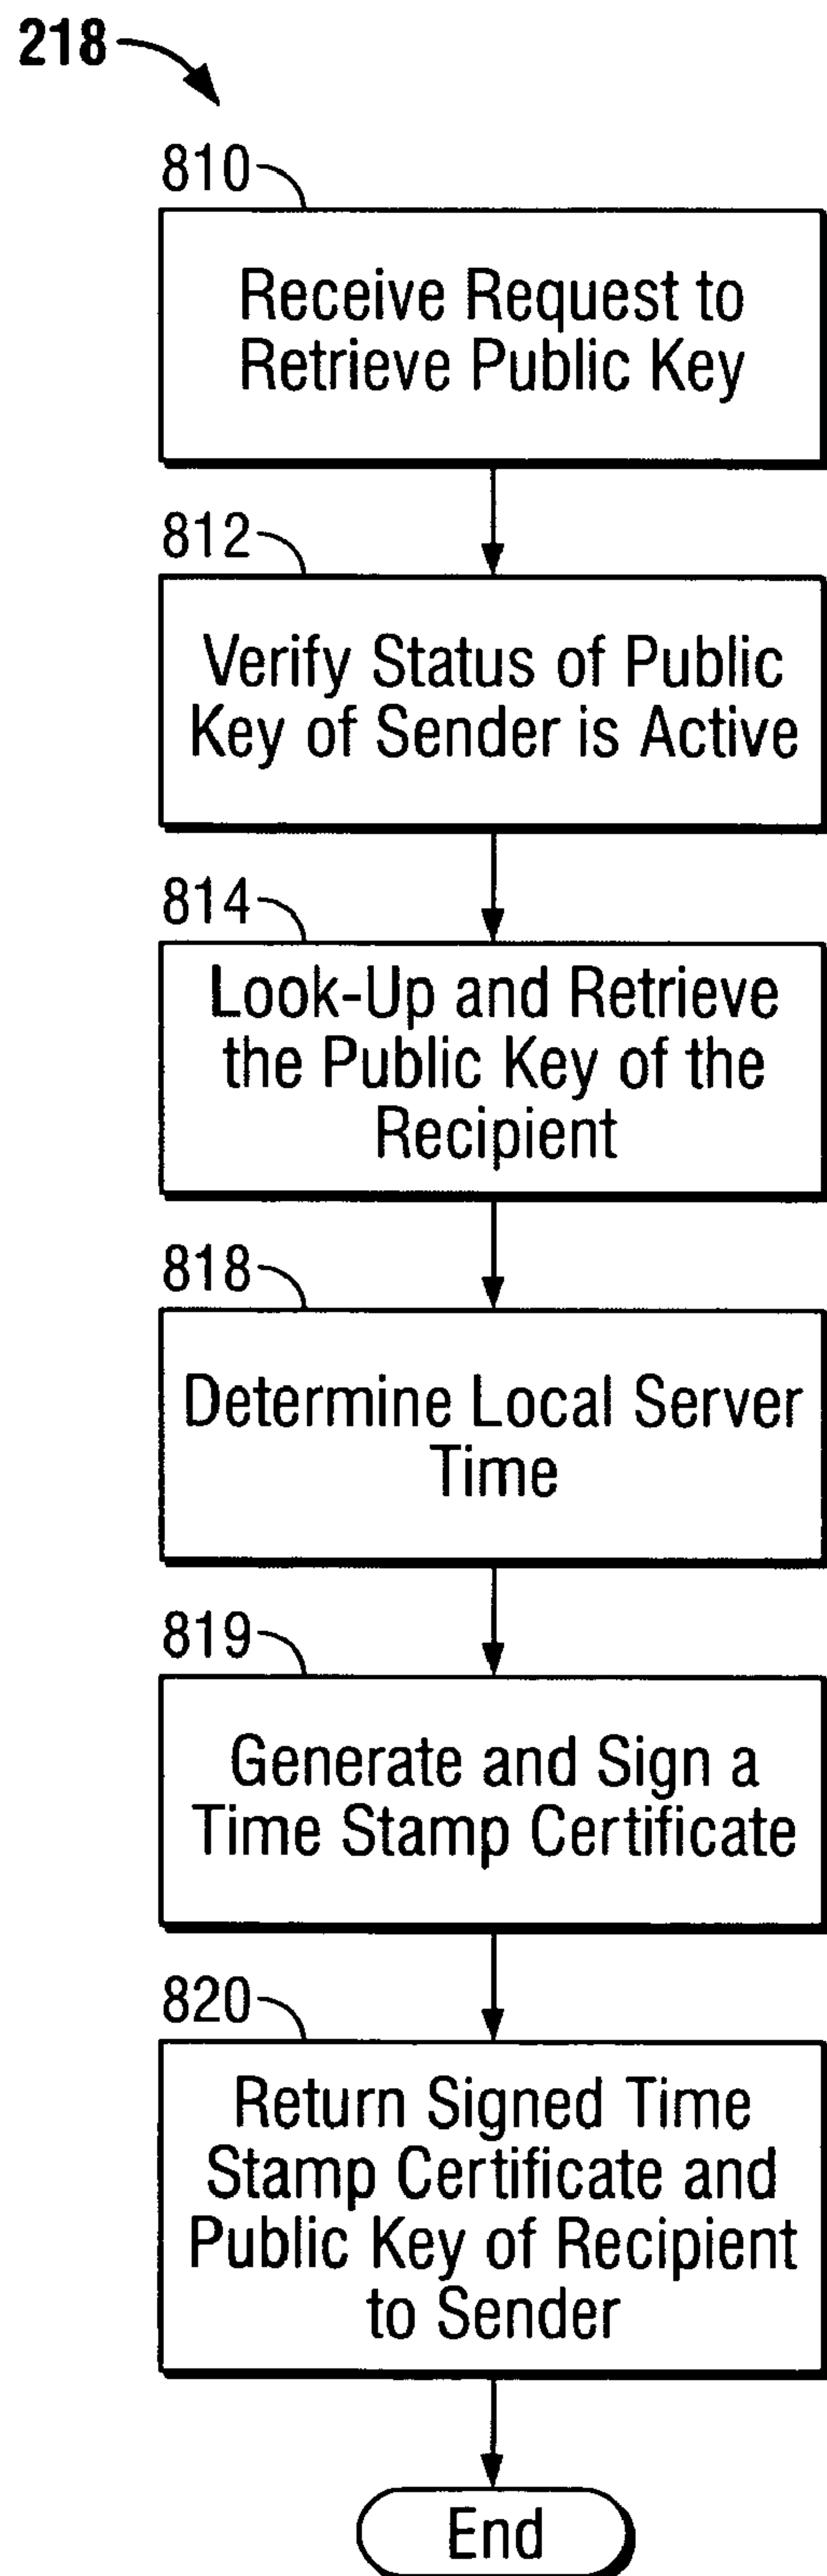 218
810
Receive Request to
Retrieve Public Key
812
Verify Status of Public
Key of Sender is Active
814
Look-Up and Retrieve
the Public Key of the
Recipient
818
Determine Local Server
Time
819
Generate and Sign a
Time Stamp Certificate
820
Return Signed Time
Stamp Certificate and
Public Key of Recipient
to Sender
End